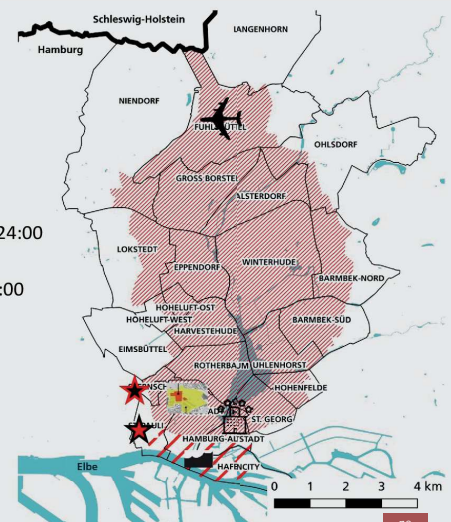 Schleswig-Holstein
LANGENHORN
Hamburg
NIENDORF
FUHLSBÜTTEL
OHLSDORF
GROSS BORSTEL
ALSTERDORF
24:00
LOKSTEDT
EPPENDORF
WINTERHUDE
:00
BARMBEK-NORD
HOHELUFT-OST
HOHELUFT-WEST
BARMBEK-SÜD
HARVESTEHUDE
EIMSBÜTTEL
ROTHERBAUM
UHLENHORST
HOHENFELDE
ST. GEORG
HAMBURG-ALTSTADT
Elbe
HAFENCITY
0 1 2 3 4 km